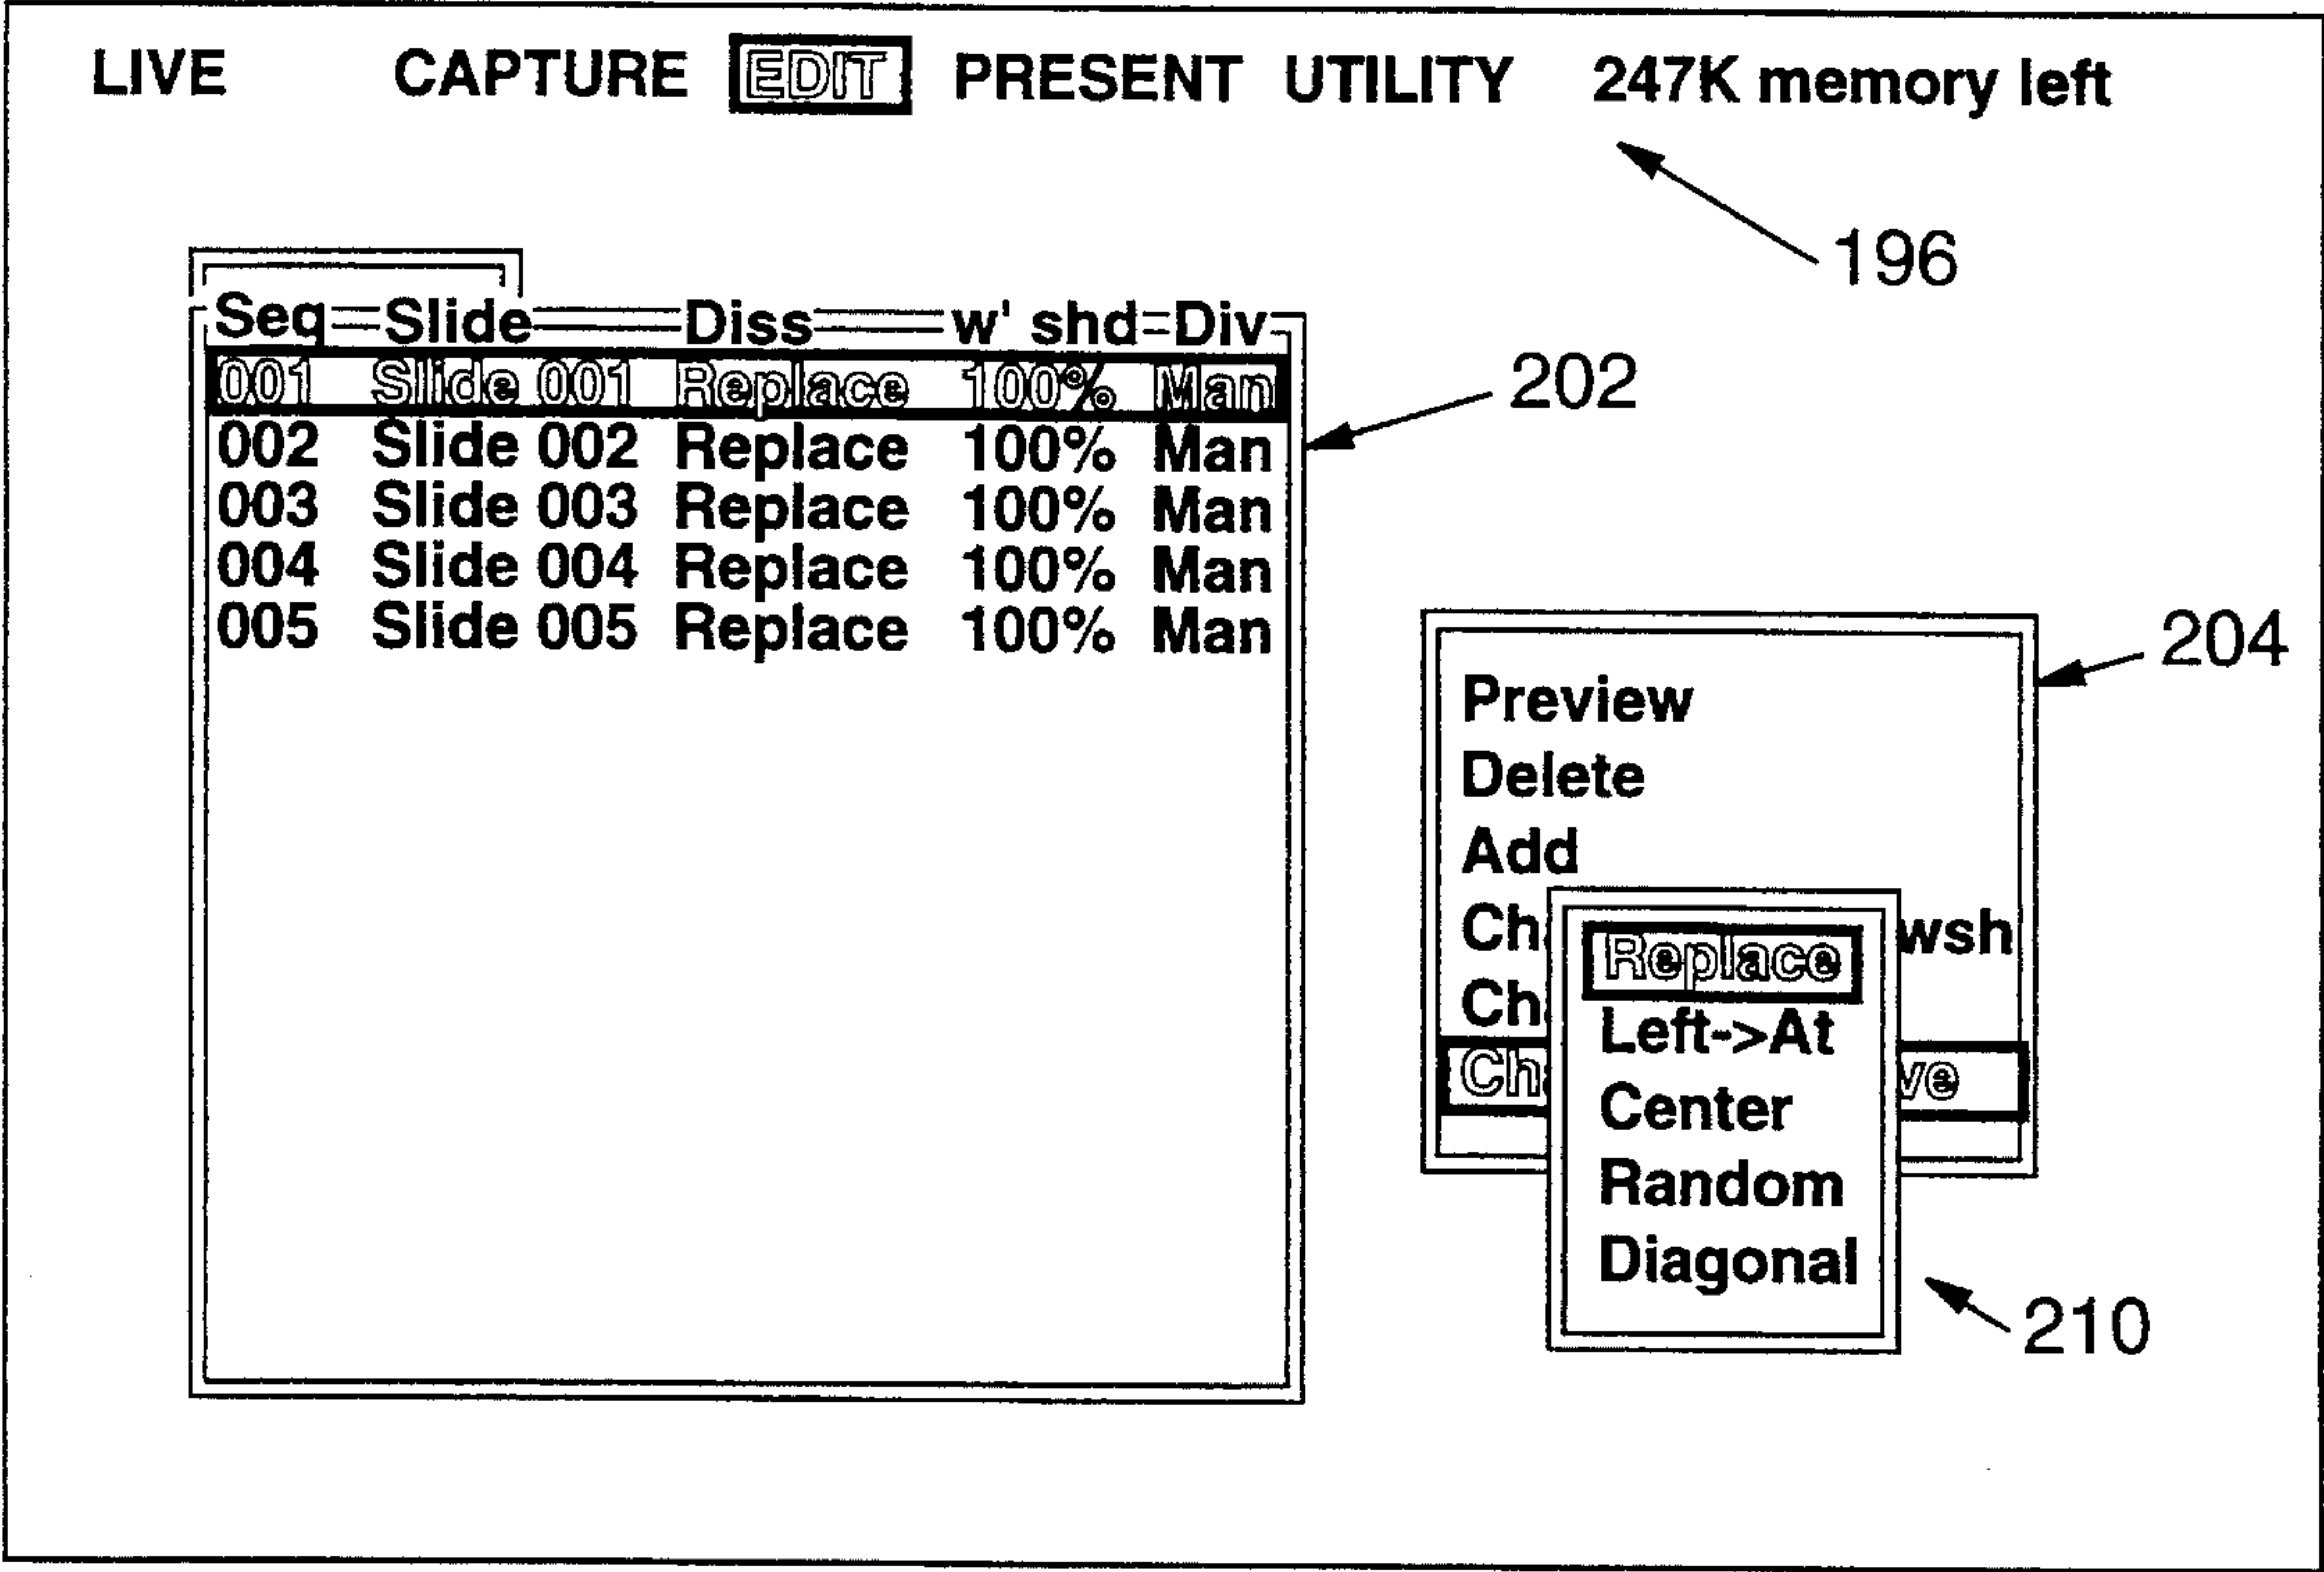 LIVE CAPTURE EDIT PRESENT UTILITY 247K memory left
196
Seq Slide Diss w' shd Div
001 Slide 001 Replace 100% Man
002 Slide 002 Replace 100% Man
003 Slide 003 Replace 100% Man
004 Slide 004 Replace 100% Man
005 Slide 005 Replace 100% Man
202
204
Preview
Delete
Add
Ch wsh
Ch
Ch ve
Replace
Left->At
Center
Random
Diagonal
210